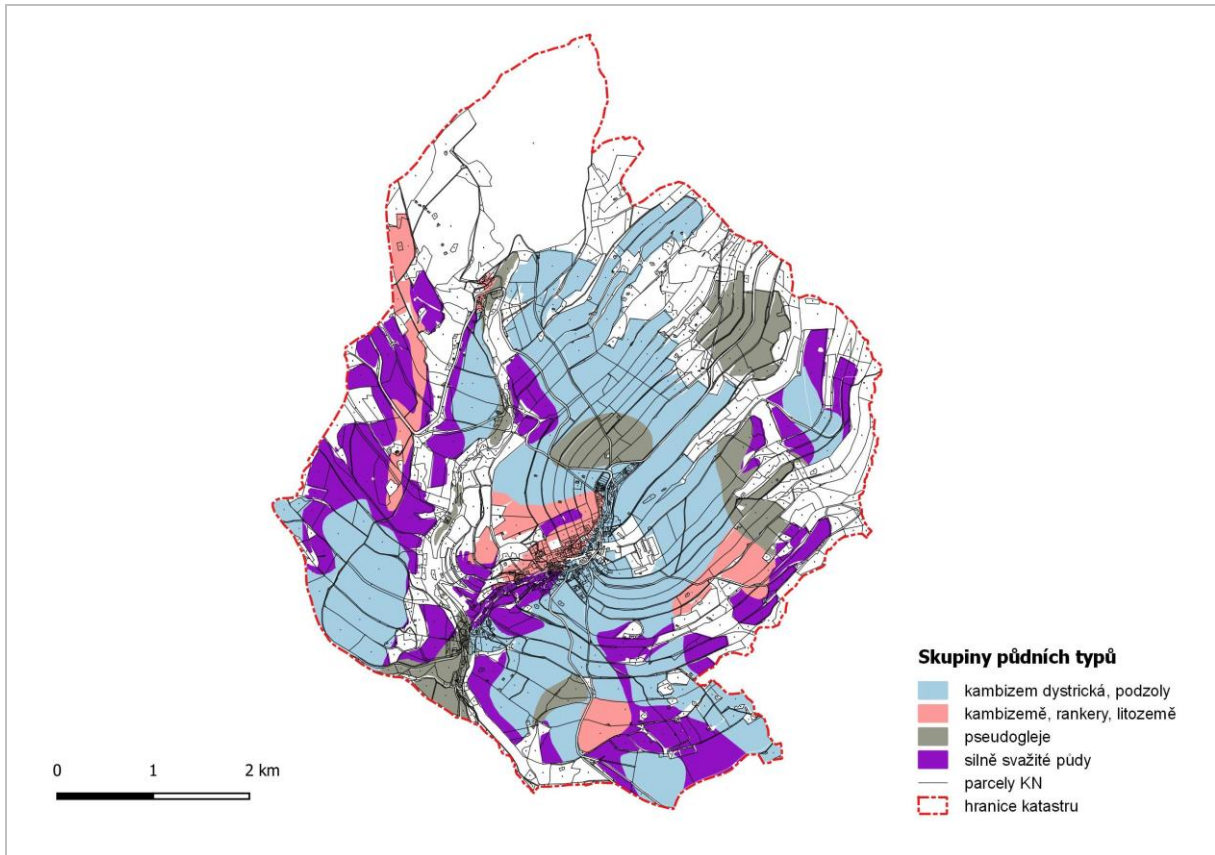 Skupiny půdních typů
kambizem dystrická, podzoly
kambizemě, rankery, litozemě
pseudogleje
silně svažité půdy
parcely KN
hranice katastru
0 1 2 km